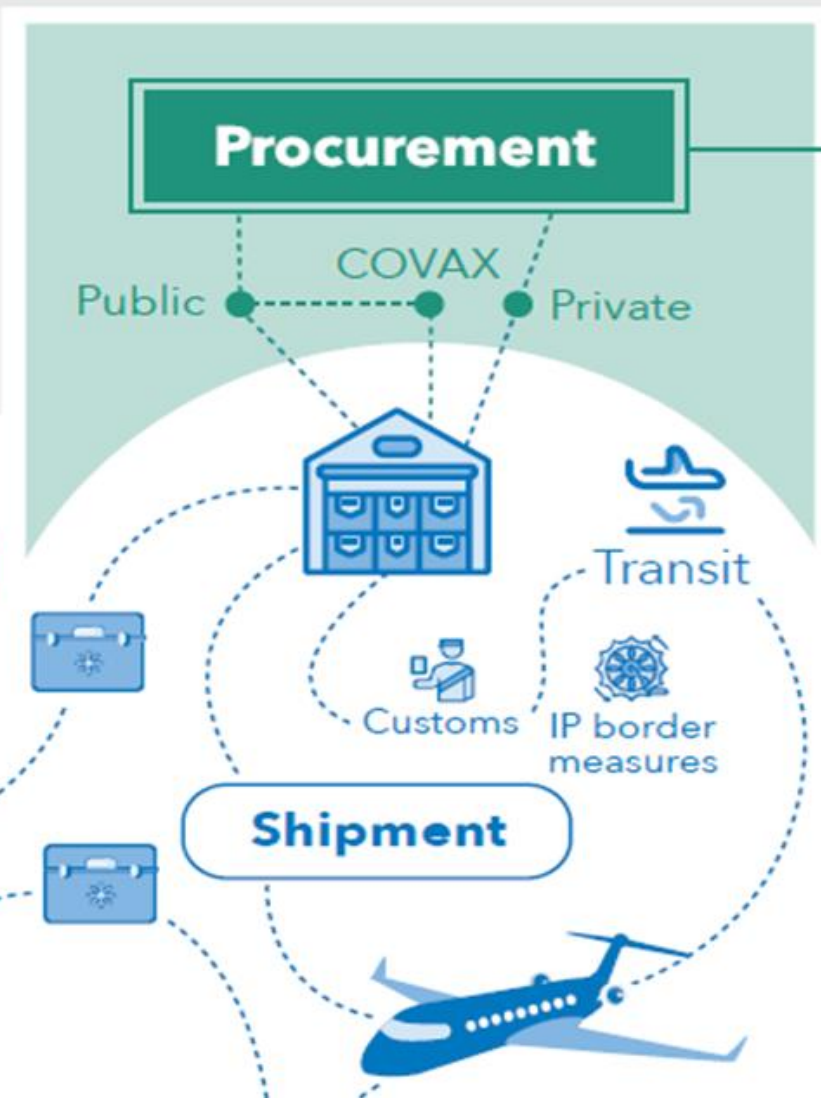 Procurement
COVAX
Public
Private
Transit
Customs
IP border
measures
Shipment